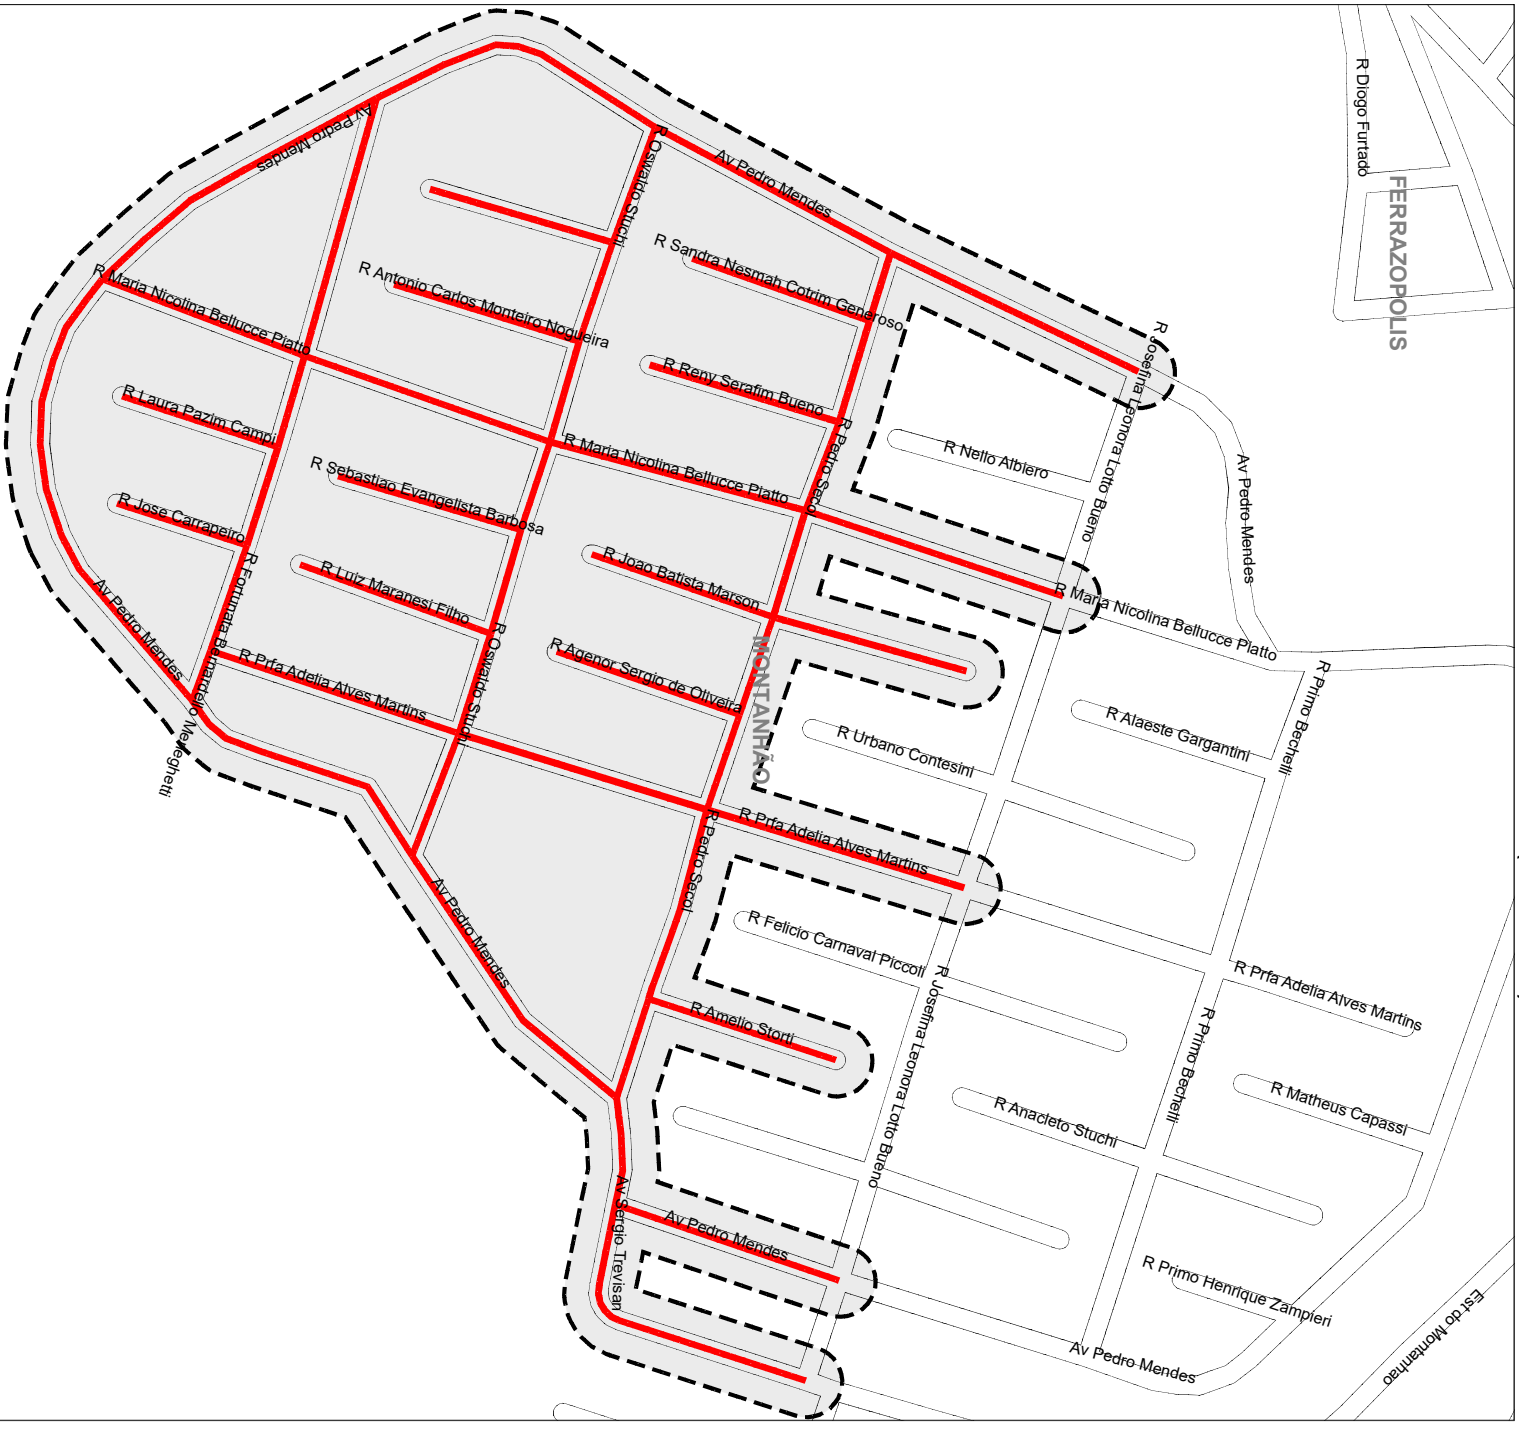 R Diogo Furtado
FERRAZOPOLIS
Av Pedro Mendes
R Oswaldo Stuchi
Av Pedro Mendes
R Sandra Nesmah Cotrim Generoso
R Antonio Carlos Monteiro Nogueira
R Maria Nicolina Bellucce Piatto
R Josefina Leonora Lotto Bueno
R Reny Serafim Bueno
R Laura Pazim Campi
R Pedro Secol
R Maria Nicolina Bellucce Piatto
R Nello Albiero
Av Pedro Mendes
R Sebastiao Evangelista Barbosa
R Jose Carrapeiro
R Joao Batista Marson
R Luiz Maranesi Filho
R Fortunata Bernardello Meneghetti
Av Pedro Mendes
R Maria Nicolina Bellucce Piatto
R Oswaldo Stuchi
R Agenor Sergio de Oliveira
MONTANHÃO
R Prfa Adelia Alves Martins
R Primo Bechelli
R Alaeste Gargantini
R Urbano Contesini
R Pedro Secol
R Prfa Adelia Alves Martins
Av Pedro Mendes
R Felicio Carnaval Piccoli
R Josefina Leonora Lotto Bueno
R Prfa Adelia Alves Martins
R Amelio Storti
R Primo Bechelli
R Matheus Capassi
R Anacleto Stuchi
Av Sergio Trevisan
Av Pedro Mendes
R Primo Henrique Zampieri
Est do Montanhao
Av Pedro Mendes